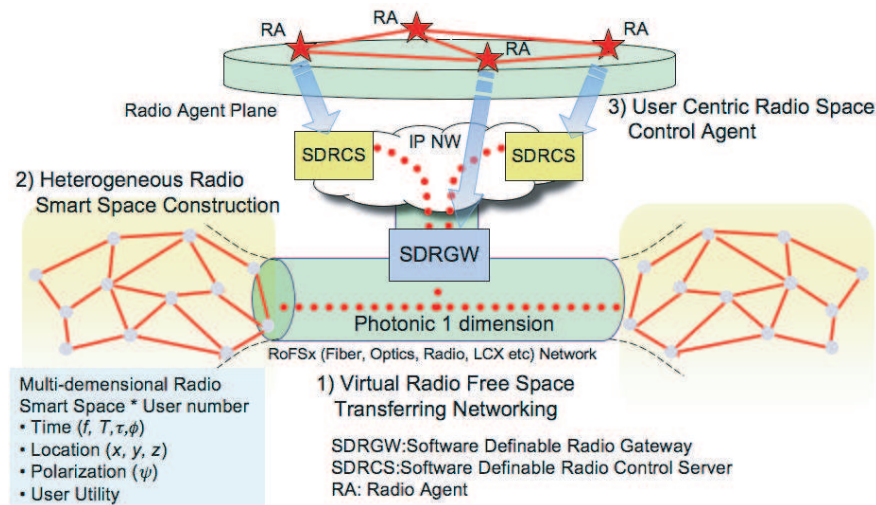 RA
RA
RA
RA
Radio Agent Plane
3) User Centric Radio Space
Control Agent
IP NW
SDRCS
SDRCS
2) Heterogeneous Radio
Smart Space Construction
SDRGW
Photonic 1 dimension
RoFSx (Fiber, Optics, Radio, LCX etc) Network
Multi-demensional Radio
Smart Space * User number
• Time (f, T,τ,ϕ)
• Location (x, y, z)
• Polarization (ψ)
• User Utility
1) Virtual Radio Free Space
Transferring Networking
SDRGW:Software Definable Radio Gateway
SDRCS:Software Definable Radio Control Server
RA: Radio Agent